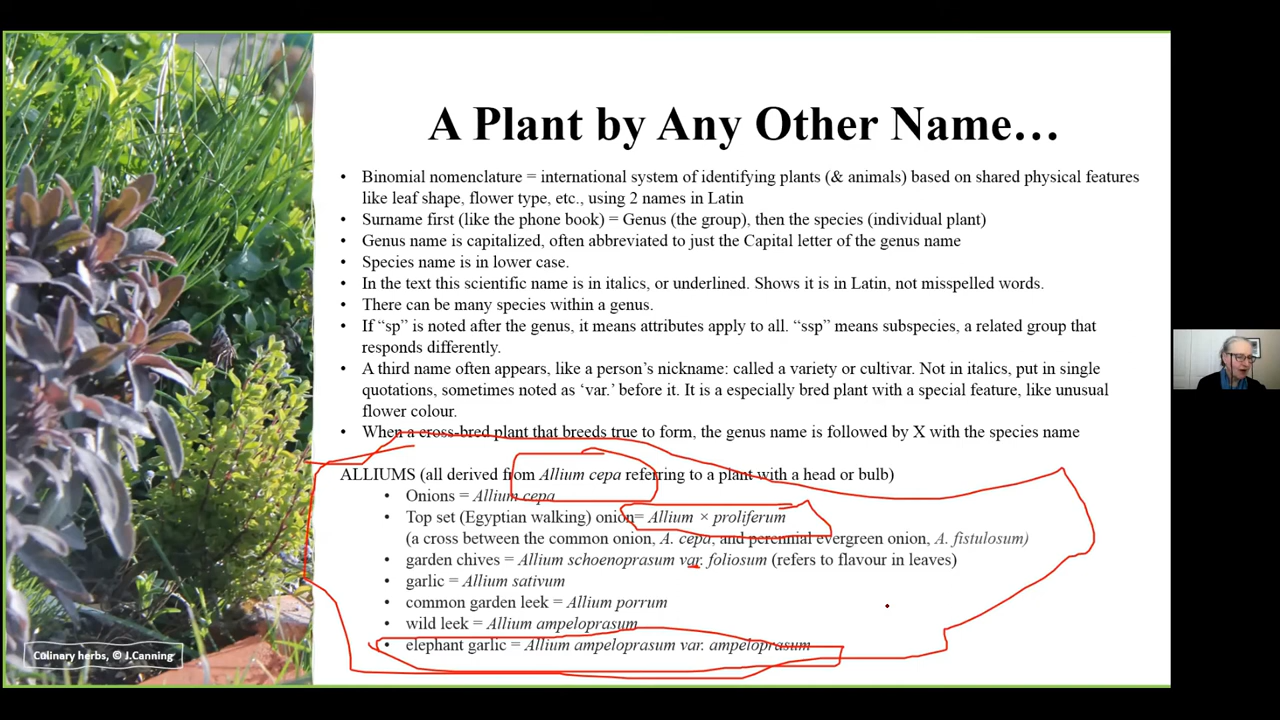 A Plant by Any Other Name…
• Binomial nomenclature = international system of identifying plants (& animals) based on shared physical features
like leaf shape, flower type, etc., using 2 names in Latin
• Surname first (like the phone book) = Genus (the group), then the species (individual plant)
• Genus name is capitalized, often abbreviated to just the Capital letter of the genus name
• Species name is in lower case.
• In the text this scientific name is in italics, or underlined. Shows it is in Latin, not misspelled words.
• There can be many species within a genus.
• If “sp” is noted after the genus, it means attributes apply to all. “ssp” means subspecies, a related group that
responds differently.
• A third name often appears, like a person’s nickname: called a variety or cultivar. Not in italics, put in single
quotations, sometimes noted as ‘var.’ before it. It is a especially bred plant with a special feature, like unusual
flower colour.
• When a cross-bred plant that breeds true to form, the genus name is followed by X with the species name
ALLIUMS (all derived from Allium cepa referring to a plant with a head or bulb)
• Onions = Allium cepa
• Top set (Egyptian walking) onion= Allium × proliferum
(a cross between the common onion, A. cepa, and perennial evergreen onion, A. fistulosum)
• garden chives = Allium schoenoprasum var. foliosum (refers to flavour in leaves)
• garlic = Allium sativum
• common garden leek = Allium porrum
• wild leek = Allium ampeloprasum
• elephant garlic = Allium ampeloprasum var. ampeloprasum
Culinary herbs, © J.Canning